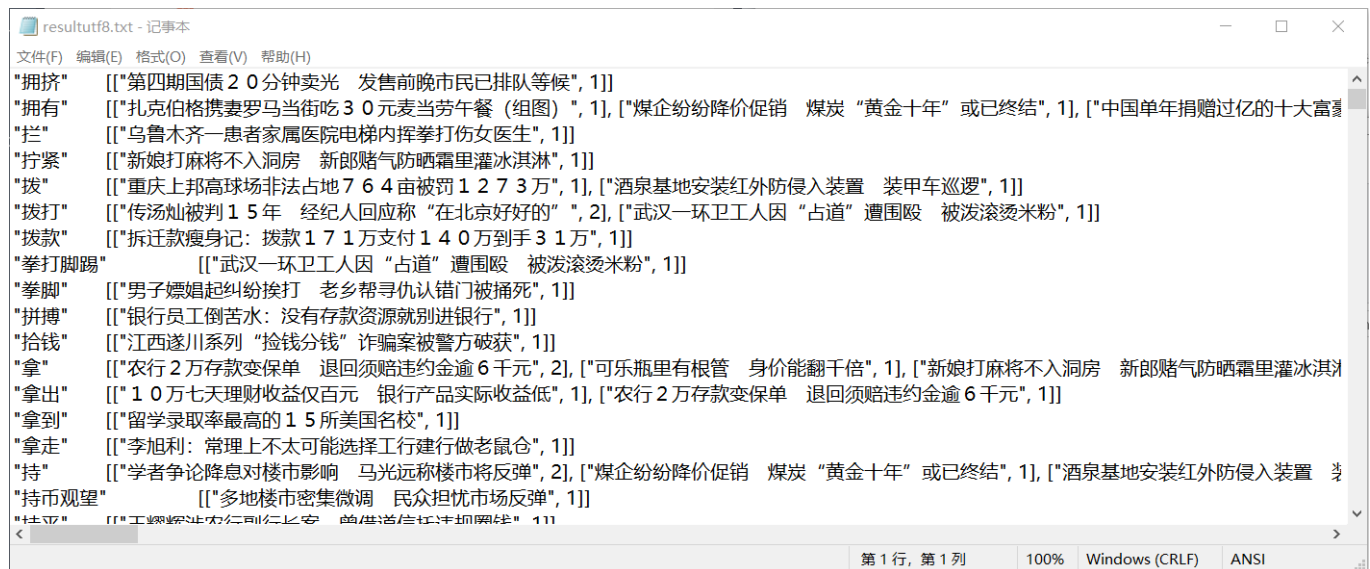 resultutf8.txt - 记事本
文件(F) 编辑(E) 格式(O) 查看(V) 帮助(H)
"拥挤" [["第四期国债２０分钟卖光　发售前晚市民已排队等候", 1]]
"拥有" [["扎克伯格携妻罗马当街吃３０元麦当劳午餐（组图）", 1], ["煤企纷纷降价促销　煤炭“黄金十年”或已终结", 1], ["中国单年捐赠过亿的十大富豪
"拦" [["乌鲁木齐一患者家属医院电梯内挥拳打伤女医生", 1]]
"拧紧" [["新娘打麻将不入洞房　新郎赌气防晒霜里灌冰淇淋", 1]]
"拨" [["重庆上邦高球场非法占地７６４亩被罚１２７３万", 1], ["酒泉基地安装红外防侵入装置　装甲车巡逻", 1]]
"拨打" [["传汤灿被判１５年　经纪人回应称“在北京好好的”", 2], ["武汉一环卫工人因“占道”遭围殴　被泼滚烫米粉", 1]]
"拨款" [["拆迁款瘦身记：拨款１７１万支付１４０万到手３１万", 1]]
"拳打脚踢" [["武汉一环卫工人因“占道”遭围殴　被泼滚烫米粉", 1]]
"拳脚" [["男子嫖娼起纠纷挨打　老乡帮寻仇认错门被捅死", 1]]
"拼搏" [["银行员工倒苦水：没有存款资源就别进银行", 1]]
"拾钱" [["江西遂川系列“捡钱分钱”诈骗案被警方破获", 1]]
"拿" [["农行２万存款变保单　退回须赔违约金逾６千元", 2], ["可乐瓶里有根管　身价能翻千倍", 1], ["新娘打麻将不入洞房　新郎赌气防晒霜里灌冰淇淋
"拿出" [["１０万七天理财收益仅百元　银行产品实际收益低", 1], ["农行２万存款变保单　退回须赔违约金逾６千元", 1]]
"拿到" [["留学录取率最高的１５所美国名校", 1]]
"拿走" [["李旭利：常理上不太可能选择工行建行做老鼠仓", 1]]
"持" [["学者争论降息对楼市影响　马光远称楼市将反弹", 2], ["煤企纷纷降价促销　煤炭“黄金十年”或已终结", 1], ["酒泉基地安装红外防侵入装置　装
"持币观望" [["多地楼市密集微调　民众担忧市场反弹", 1]]
"持平" [["王耀辉涉农行副行长案　曾借道信托违规圈钱", 1]]
第 1 行，第 1 列 100% Windows (CRLF) ANSI